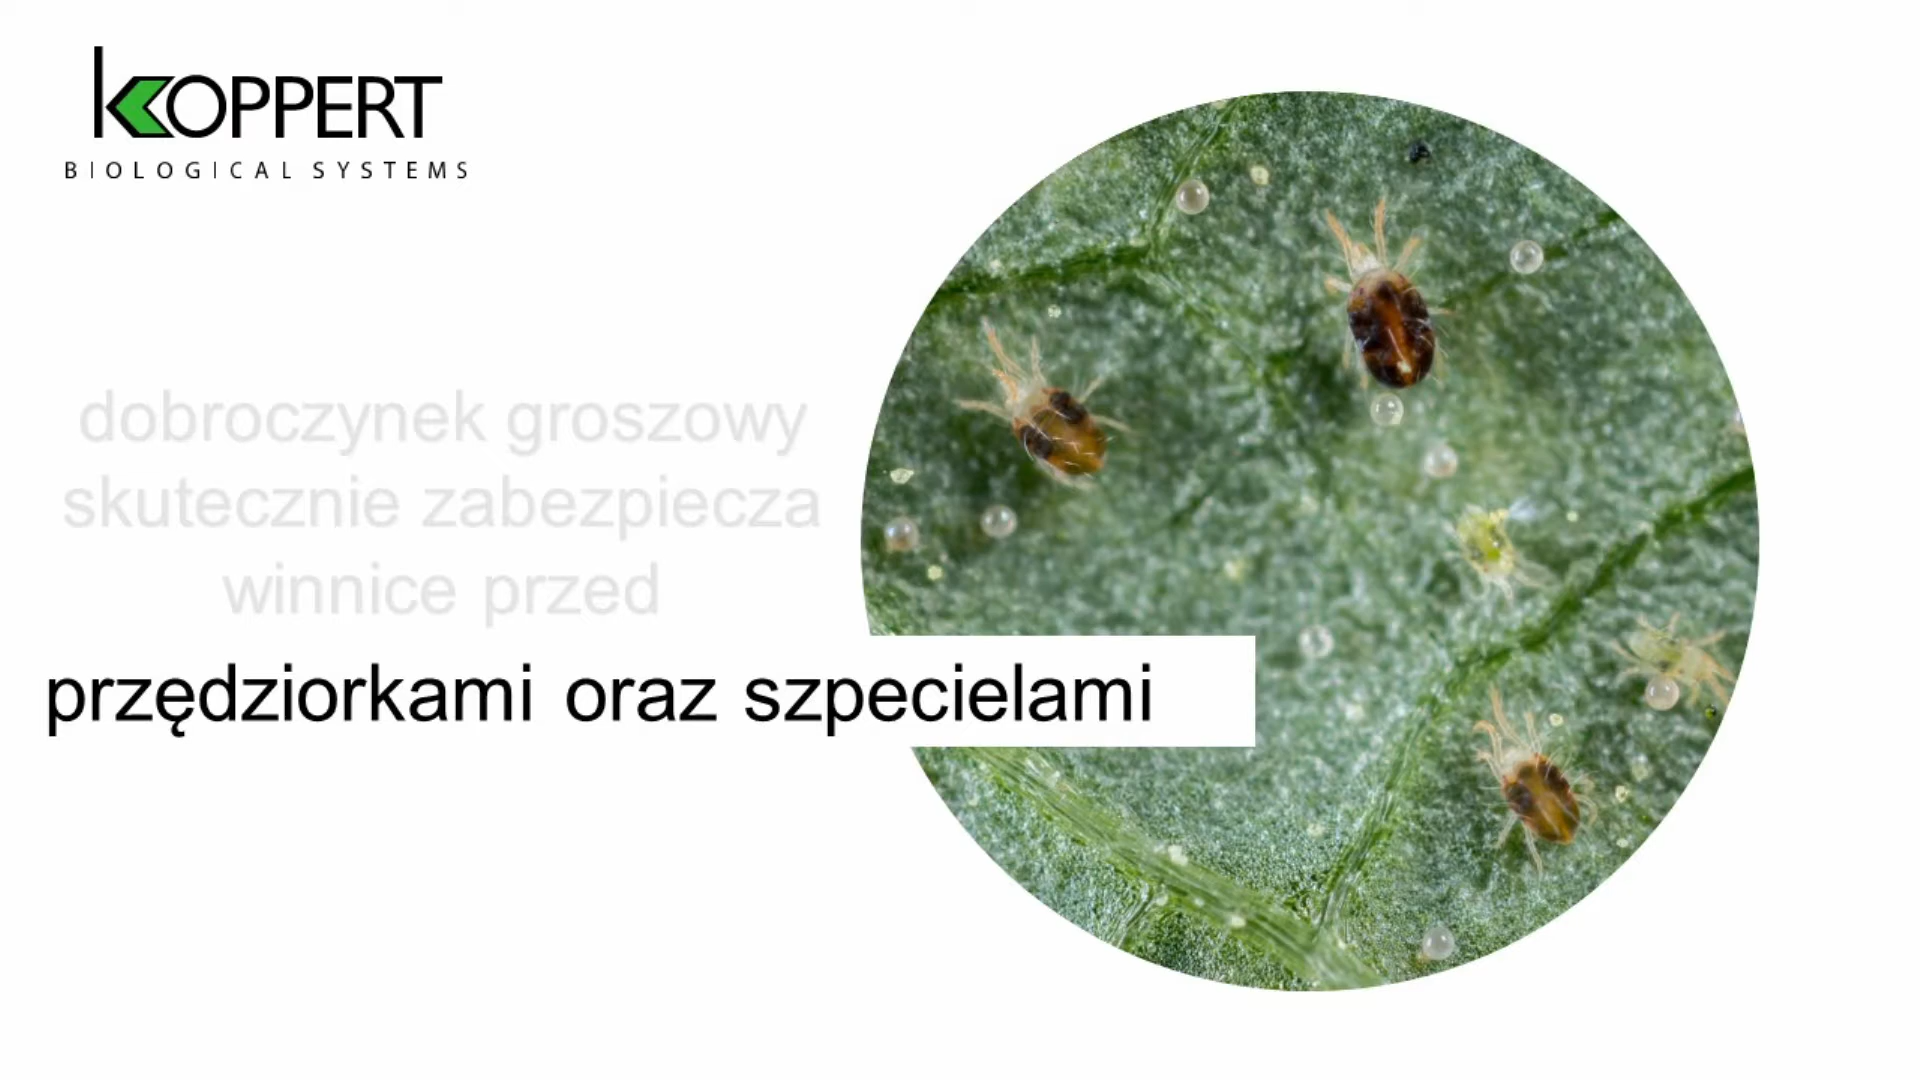 KOPPERT
BIOLOGICAL SYSTEMS
dobroczynek groszowy
skutecznie zabezpiecza
winnice przed
przędziorkami oraz szpecielami